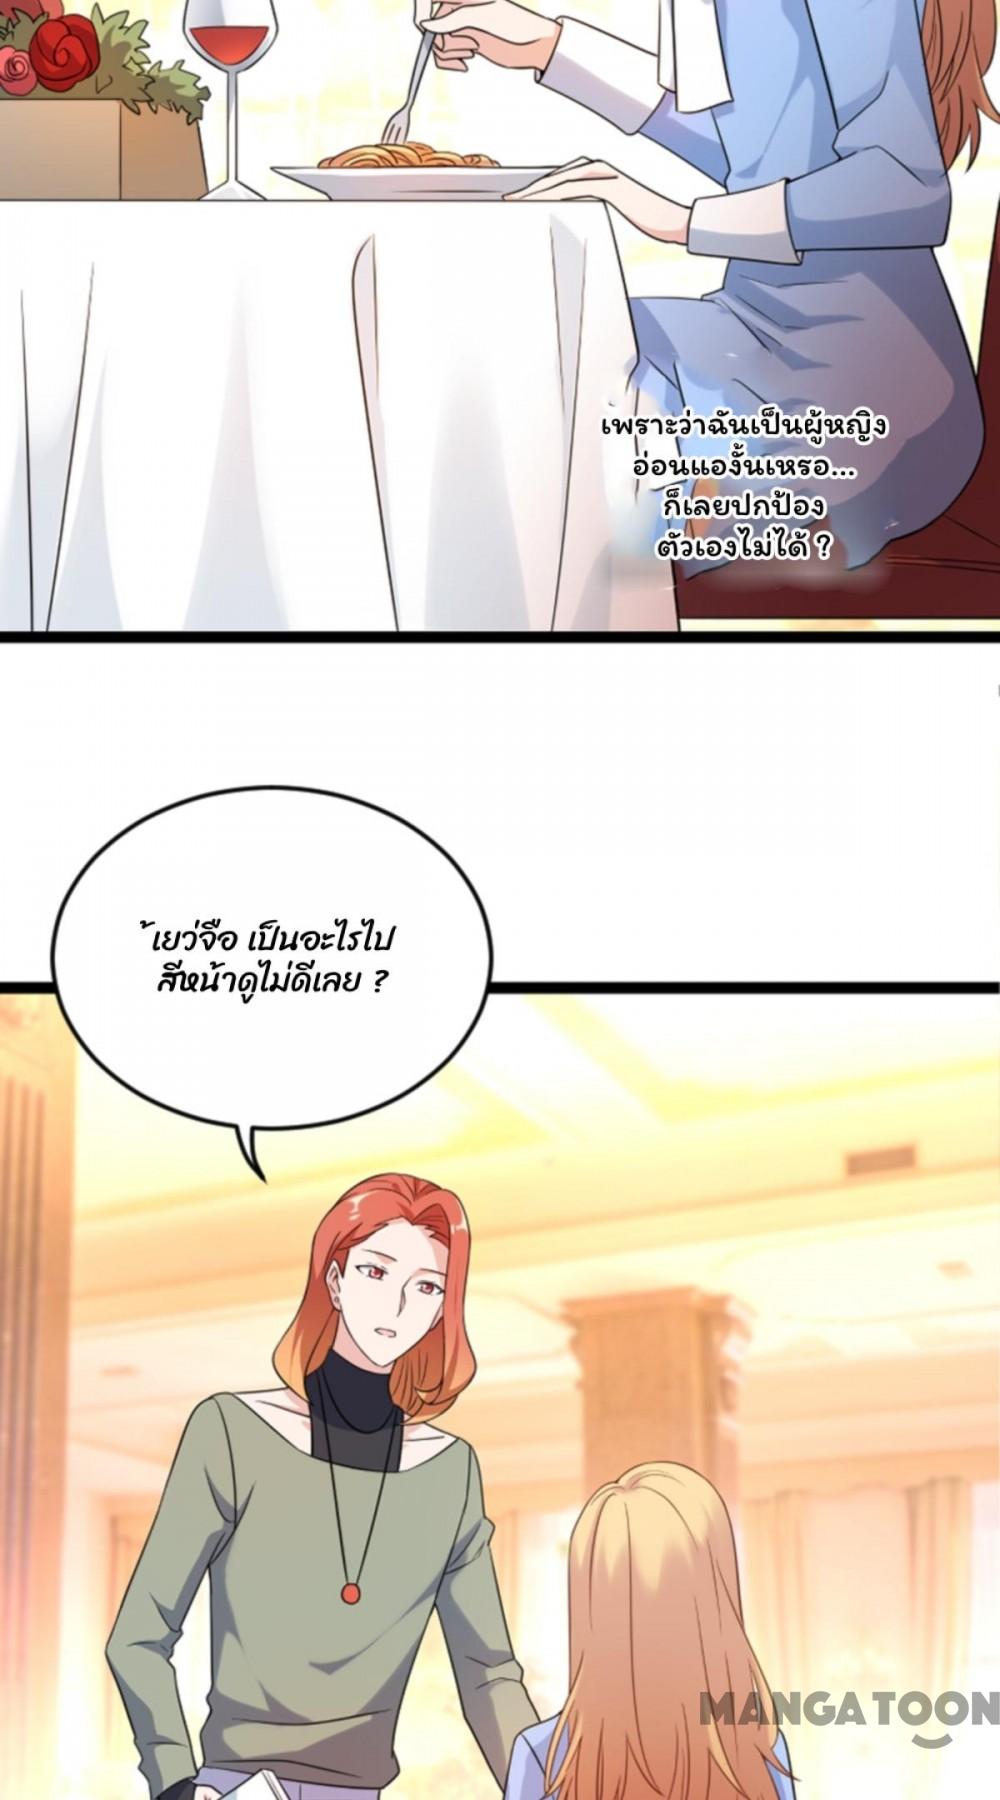 เพราะว่าฉันเป็นผู้หญิง
อ่อนแองั้นเหรอ...
ก็เลยปกป้อง
ตัวเองไม่ได้ ?
้เยว่จือ เป็นอะไรไป
สีหน้าดูไม่ดีเลย ?
MANGATOON